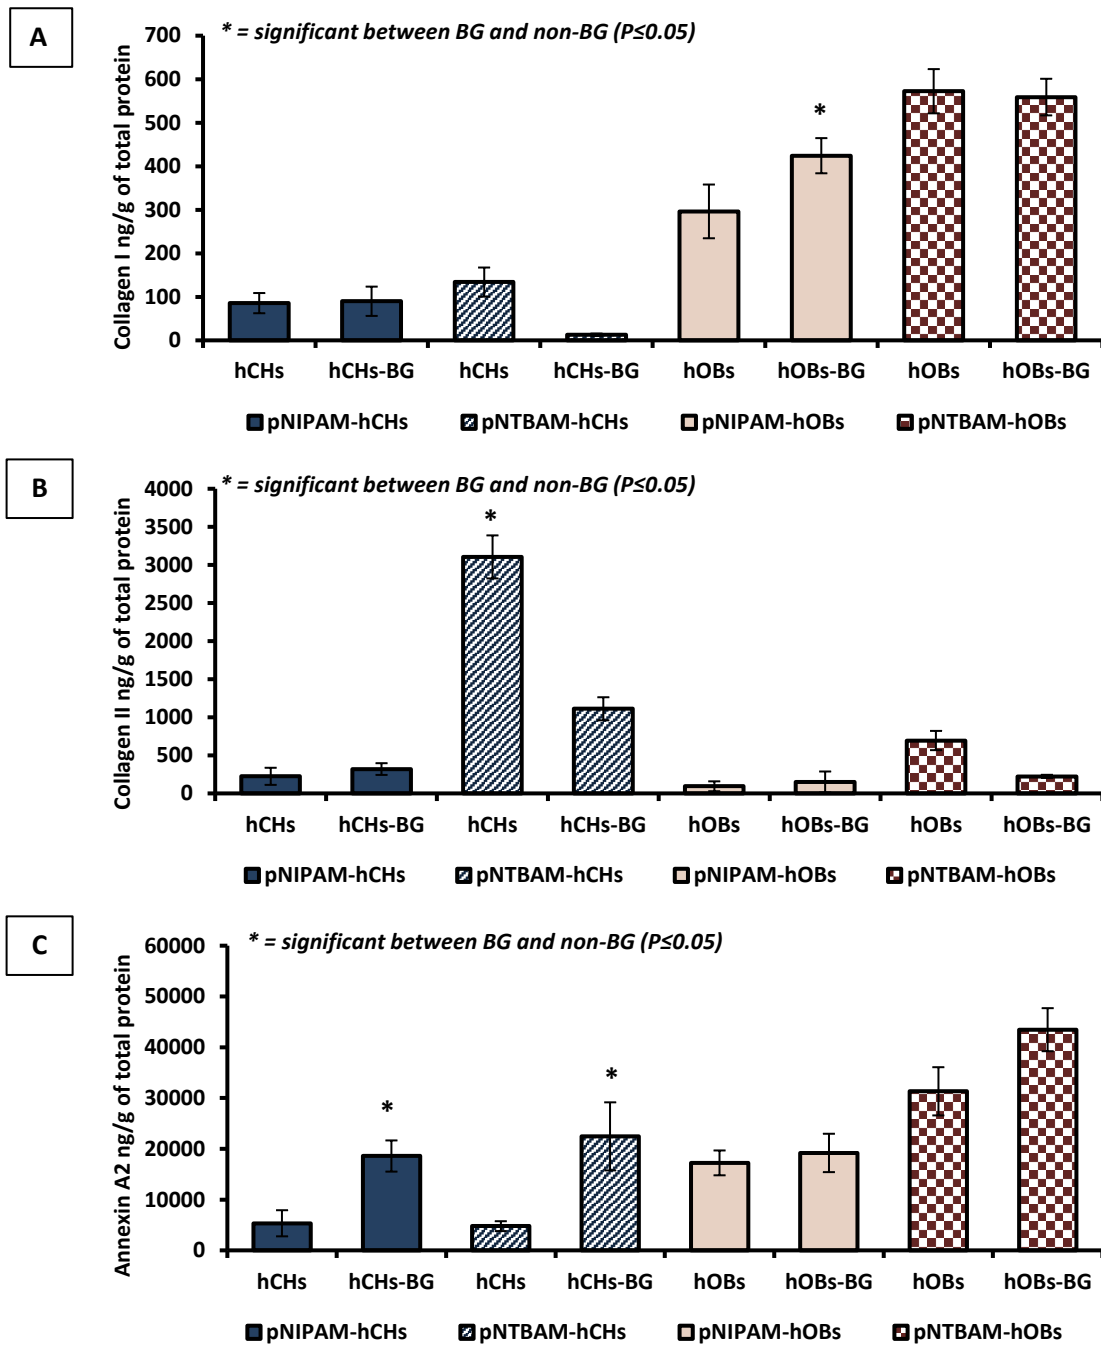 A
* = significant between BG and non-BG (P≤0.05)
Collagen I ng/g of total protein
700
600
500
400
300
200
100
0
*
hCHs hCHs-BG hCHs hCHs-BG hOBs hOBs-BG hOBs hOBs-BG
pNIPAM-hCHs pNTBAM-hCHs pNIPAM-hOBs pNTBAM-hOBs
B
* = significant between BG and non-BG (P≤0.05)
Collagen II ng/g of total protein
4000
3500
3000
2500
2000
1500
1000
500
0
*
hCHs hCHs-BG hCHs hCHs-BG hOBs hOBs-BG hOBs hOBs-BG
pNIPAM-hCHs pNTBAM-hCHs pNIPAM-hOBs pNTBAM-hOBs
C
* = significant between BG and non-BG (P≤0.05)
Annexin A2 ng/g of total protein
60000
50000
40000
30000
20000
10000
0
* *
hCHs hCHs-BG hCHs hCHs-BG hOBs hOBs-BG hOBs hOBs-BG
pNIPAM-hCHs pNTBAM-hCHs pNIPAM-hOBs pNTBAM-hOBs